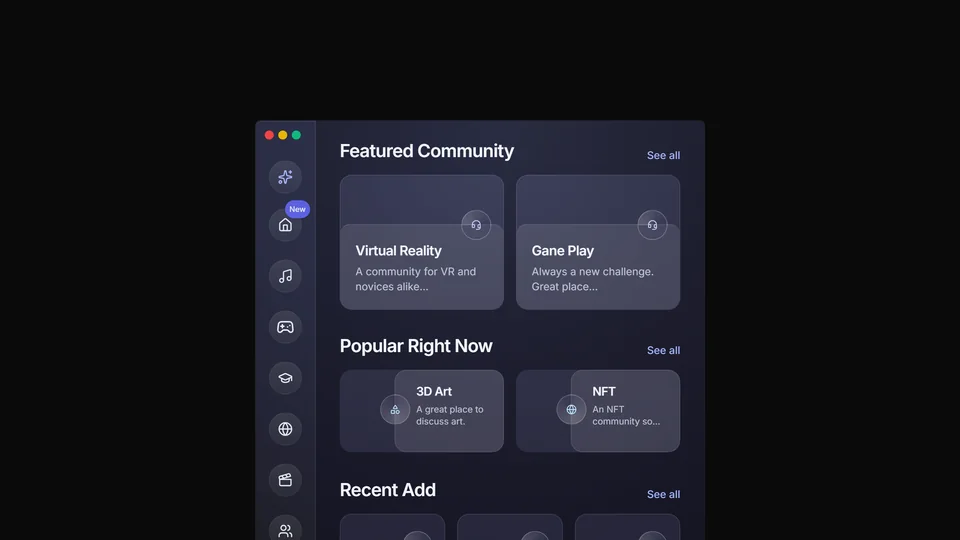 Featured Community
See all
New
Virtual Reality
A community for VR and
novices alike...
Gane Play
Always a new challenge.
Great place...
Popular Right Now
See all
3D Art
A great place to
discuss art.
NFT
An NFT
community so...
Recent Add
See all